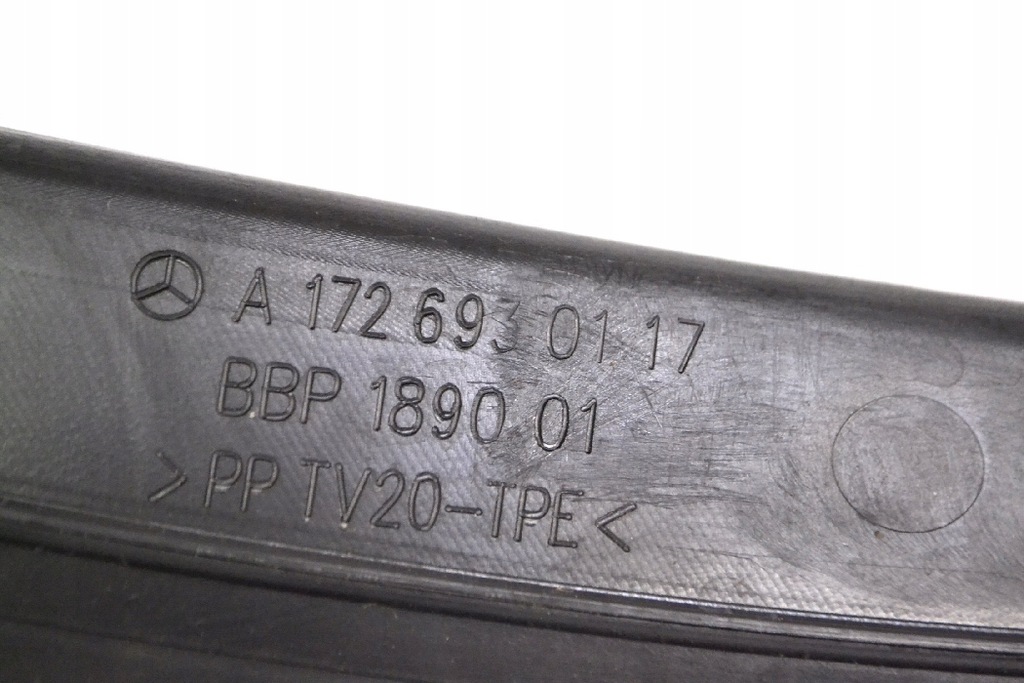 A 172 693 01 17
BBP 1890 01
>PP TV20-TPE<